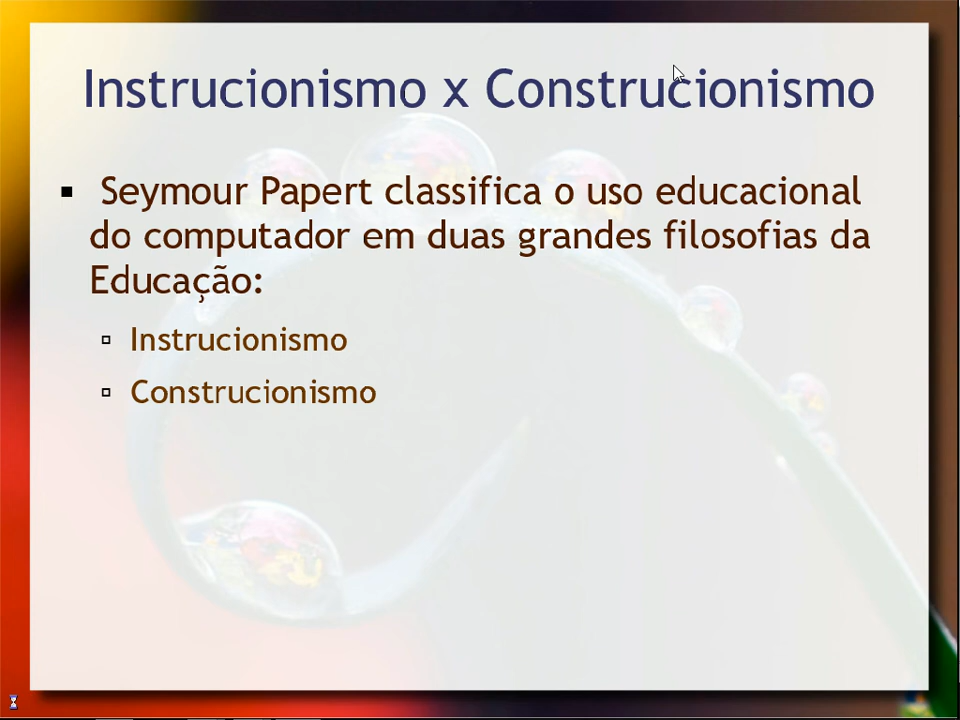 Instrucionismo x Construcionismo
Seymour Papert classifica o uso educacional
do computador em duas grandes filosofias da
Educação:
Instrucionismo
Construcionismo